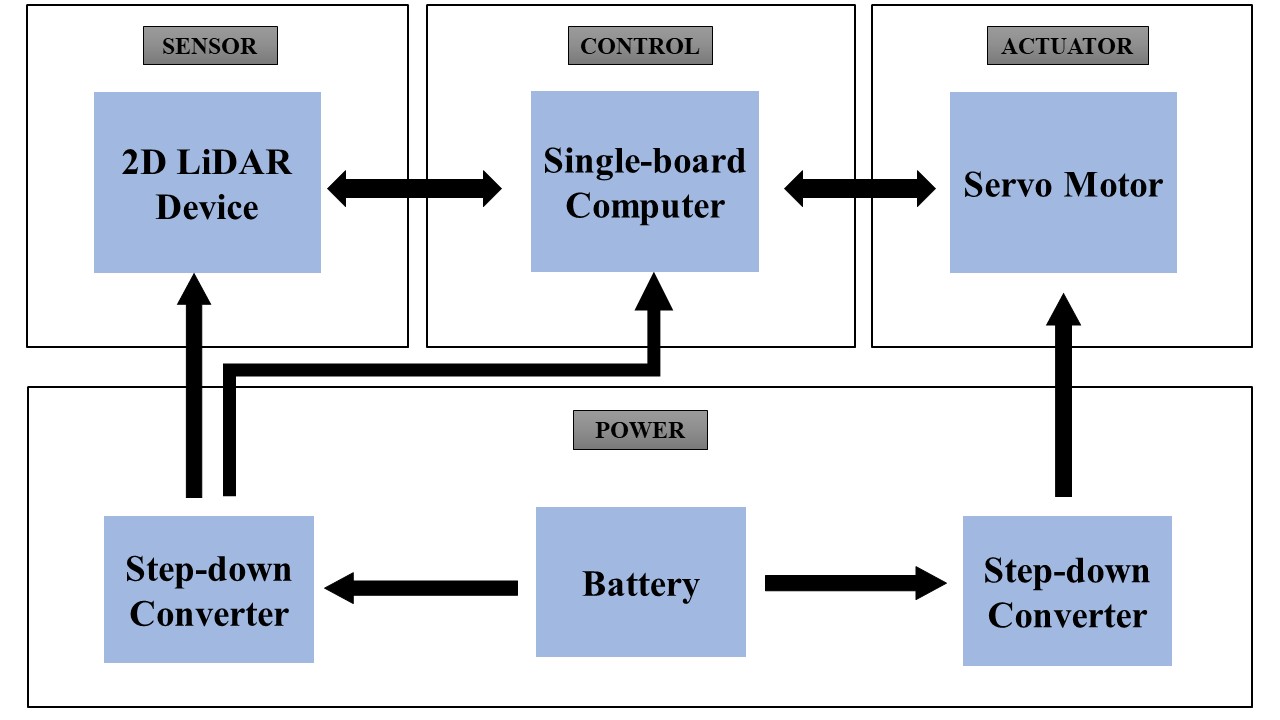 SENSOR
CONTROL
ACTUATOR
2D LiDAR
Device
Single-board
Computer
Servo Motor
POWER
Step-down
Converter
Battery
Step-down
Converter